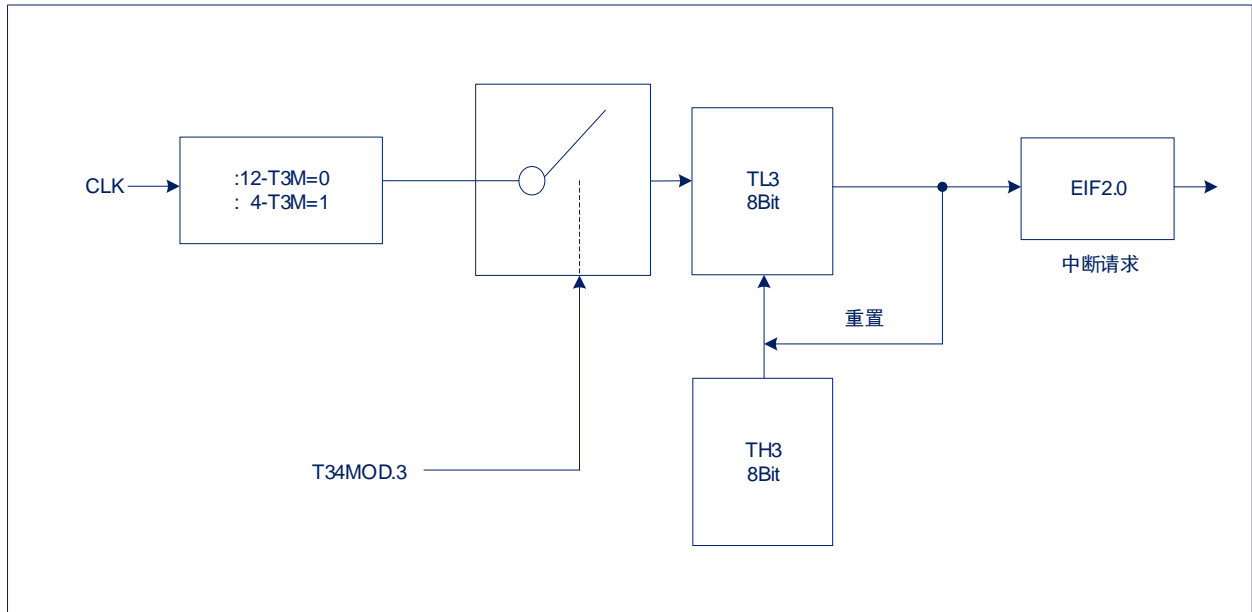 CLK
:12-T3M=0
: 4-T3M=1
TL3
8Bit
EIF2.0
中断请求
重置
TH3
8Bit
T34MOD.3